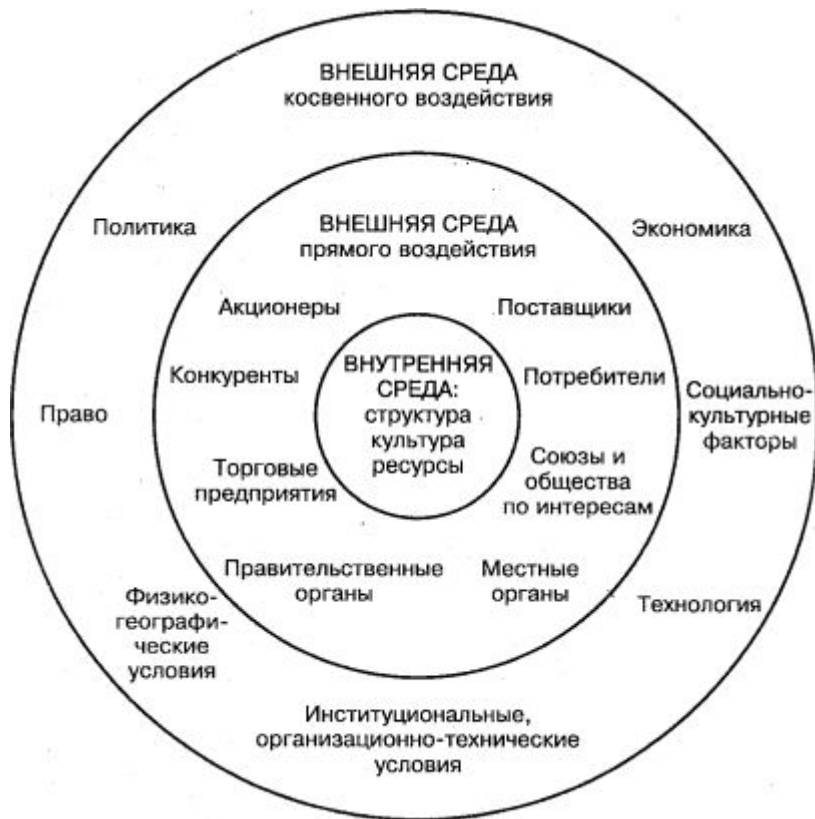 ВНЕШНЯЯ СРЕДА
косвенного воздействия
Политика
Экономика
ВНЕШНЯЯ СРЕДА
прямого воздействия
Акционеры
Поставщики
Конкуренты
ВНУТРЕННЯЯ
СРЕДА:
структура
культура
ресурсы
Потребители
Право
Социально-
культурные
факторы
Торговые
предприятия
Союзы и
общества
по интересам
Правительственные
органы
Местные
органы
Физико-
географи-
ческие
условия
Технология
Институциональные,
организационно-технические
условия